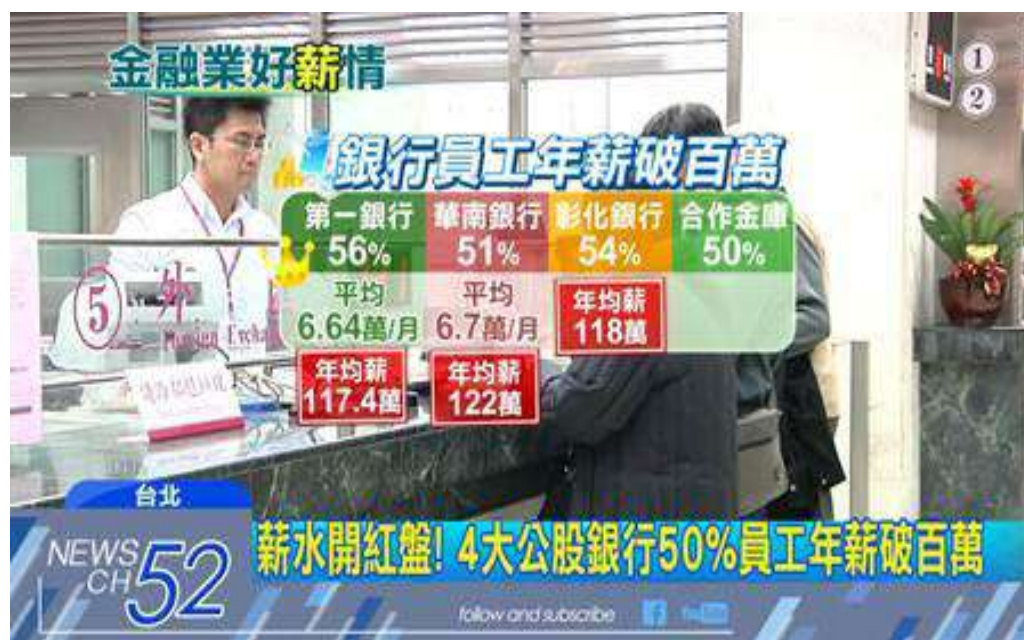 金融業好薪情
①
②
銀行員工年薪破百萬
第一銀行 華南銀行 彰化銀行 合作金庫
56% 51% 54% 50%
平均 平均 年均薪
6.64萬/月 6.7萬/月 118萬
年均薪 年均薪
117.4萬 122萬
⑤ 外
台北
薪水開紅盤! 4大公股銀行50%員工年薪破百萬
NEWS
CH 52
follow and subscribe